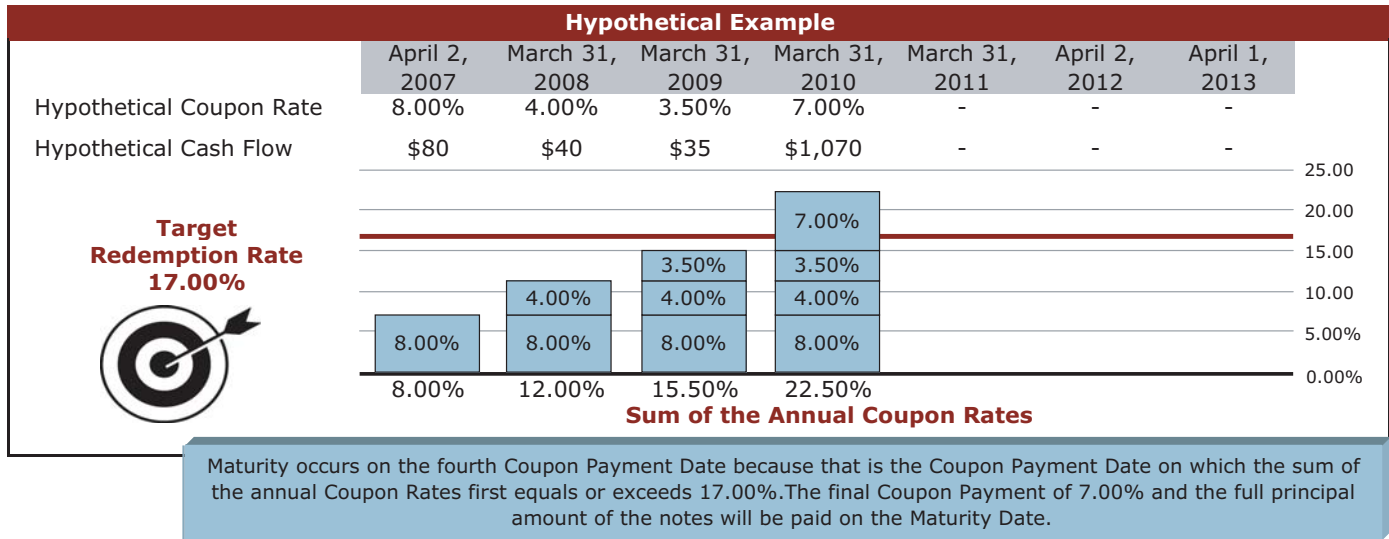 Hypothetical Example
April 2, March 31, March 31, March 31, March 31, April 2, April 1,
2007 2008 2009 2010 2011 2012 2013
Hypothetical Coupon Rate 8.00% 4.00% 3.50% 7.00% - - -
Hypothetical Cash Flow $80 $40 $35 $1,070 - - -
25.00
20.00
15.00
10.00
5.00%
0.00%
Target
Redemption Rate
17.00%
7.00%
3.50% 3.50%
4.00% 4.00% 4.00%
8.00% 8.00% 8.00% 8.00%
8.00% 12.00% 15.50% 22.50%
Sum of the Annual Coupon Rates
Maturity occurs on the fourth Coupon Payment Date because that is the Coupon Payment Date on which the sum of
the annual Coupon Rates first equals or exceeds 17.00%.The final Coupon Payment of 7.00% and the full principal
amount of the notes will be paid on the Maturity Date.